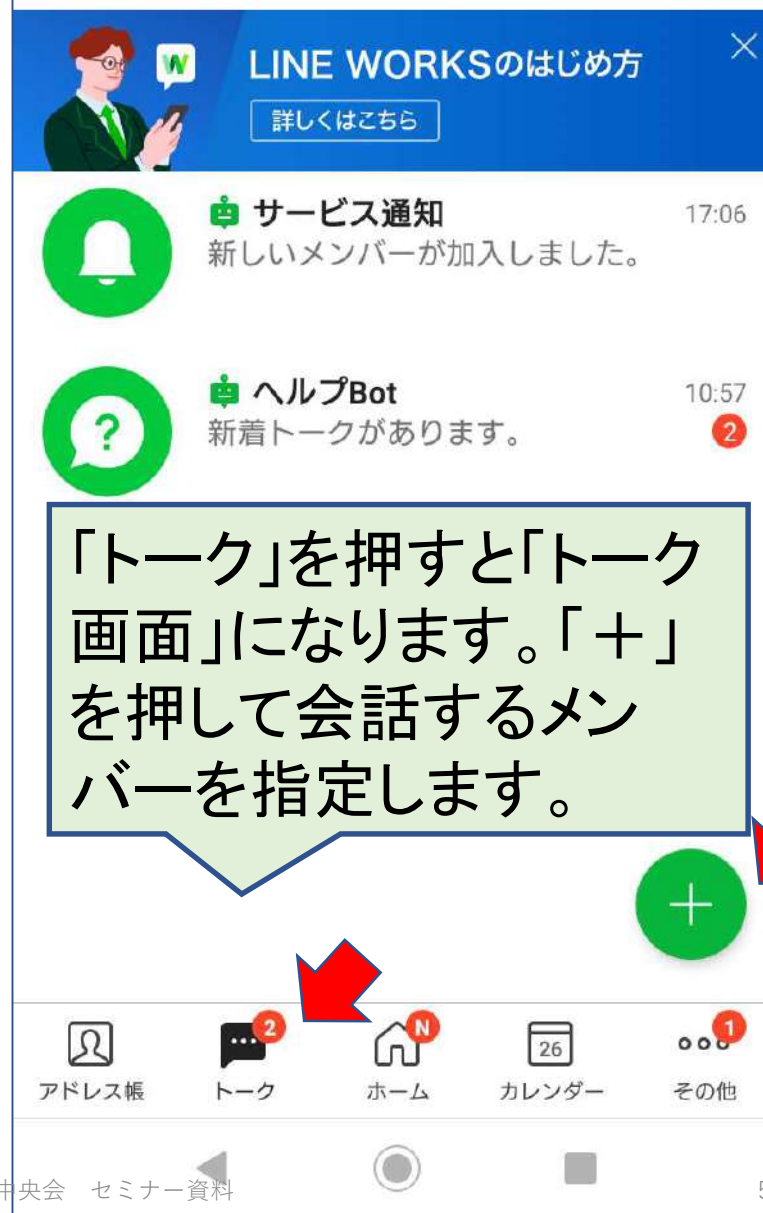 LINE WORKSのはじめ方
詳しくはこちら
サービス通知
17:06
新しいメンバーが加入しました。
ヘルプBot
10:57
新着トークがあります。
2
「トーク」を押すと「トーク
画面」になります。「＋」
を押して会話するメン
バーを指定します。
2
N
26
1
アドレス帳
トーク
ホーム
カレンダー
その他
中央会　セミナー資料
5